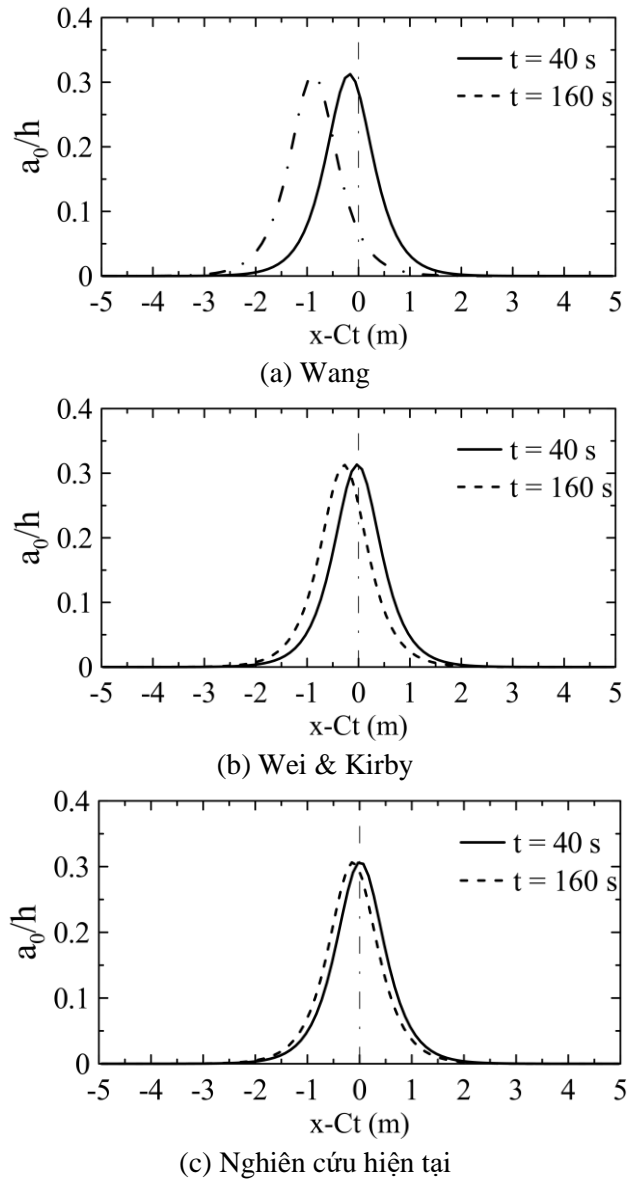 0.4
0.3
0.2
0.1
0
a₀/h
t = 40 s
t = 160 s
-5 -4 -3 -2 -1 0 1 2 3 4 5
x-Ct (m)
(a) Wang
0.4
0.3
0.2
0.1
0
a₀/h
t = 40 s
t = 160 s
-5 -4 -3 -2 -1 0 1 2 3 4 5
x-Ct (m)
(b) Wei & Kirby
0.4
0.3
0.2
0.1
0
a₀/h
t = 40 s
t = 160 s
-5 -4 -3 -2 -1 0 1 2 3 4 5
x-Ct (m)
(c) Nghiên cứu hiện tại